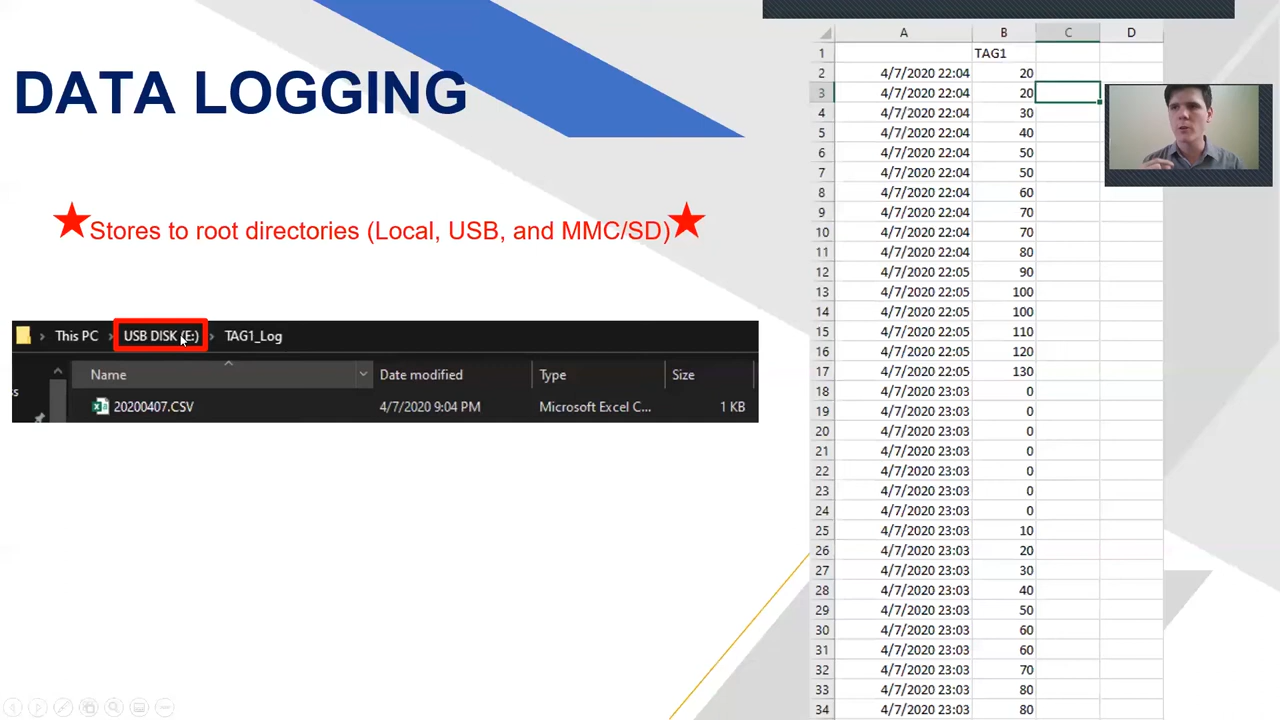 DATA LOGGING
Stores to root directories (Local, USB, and MMC/SD)
This PC > USB DISK (E:) > TAG1_Log
Name Date modified Type Size
20200407.CSV 4/7/2020 9:04 PM Microsoft Excel C... 1 KB
A B C D
1 TAG1
2 4/7/2020 22:04 20
3 4/7/2020 22:04 20
4 4/7/2020 22:04 30
5 4/7/2020 22:04 40
6 4/7/2020 22:04 50
7 4/7/2020 22:04 50
8 4/7/2020 22:04 60
9 4/7/2020 22:04 70
10 4/7/2020 22:04 70
11 4/7/2020 22:04 80
12 4/7/2020 22:05 90
13 4/7/2020 22:05 100
14 4/7/2020 22:05 100
15 4/7/2020 22:05 110
16 4/7/2020 22:05 120
17 4/7/2020 22:05 130
18 4/7/2020 23:03 0
19 4/7/2020 23:03 0
20 4/7/2020 23:03 0
21 4/7/2020 23:03 0
22 4/7/2020 23:03 0
23 4/7/2020 23:03 0
24 4/7/2020 23:03 0
25 4/7/2020 23:03 10
26 4/7/2020 23:03 20
27 4/7/2020 23:03 30
28 4/7/2020 23:03 40
29 4/7/2020 23:03 50
30 4/7/2020 23:03 60
31 4/7/2020 23:03 60
32 4/7/2020 23:03 70
33 4/7/2020 23:03 80
34 4/7/2020 23:03 80